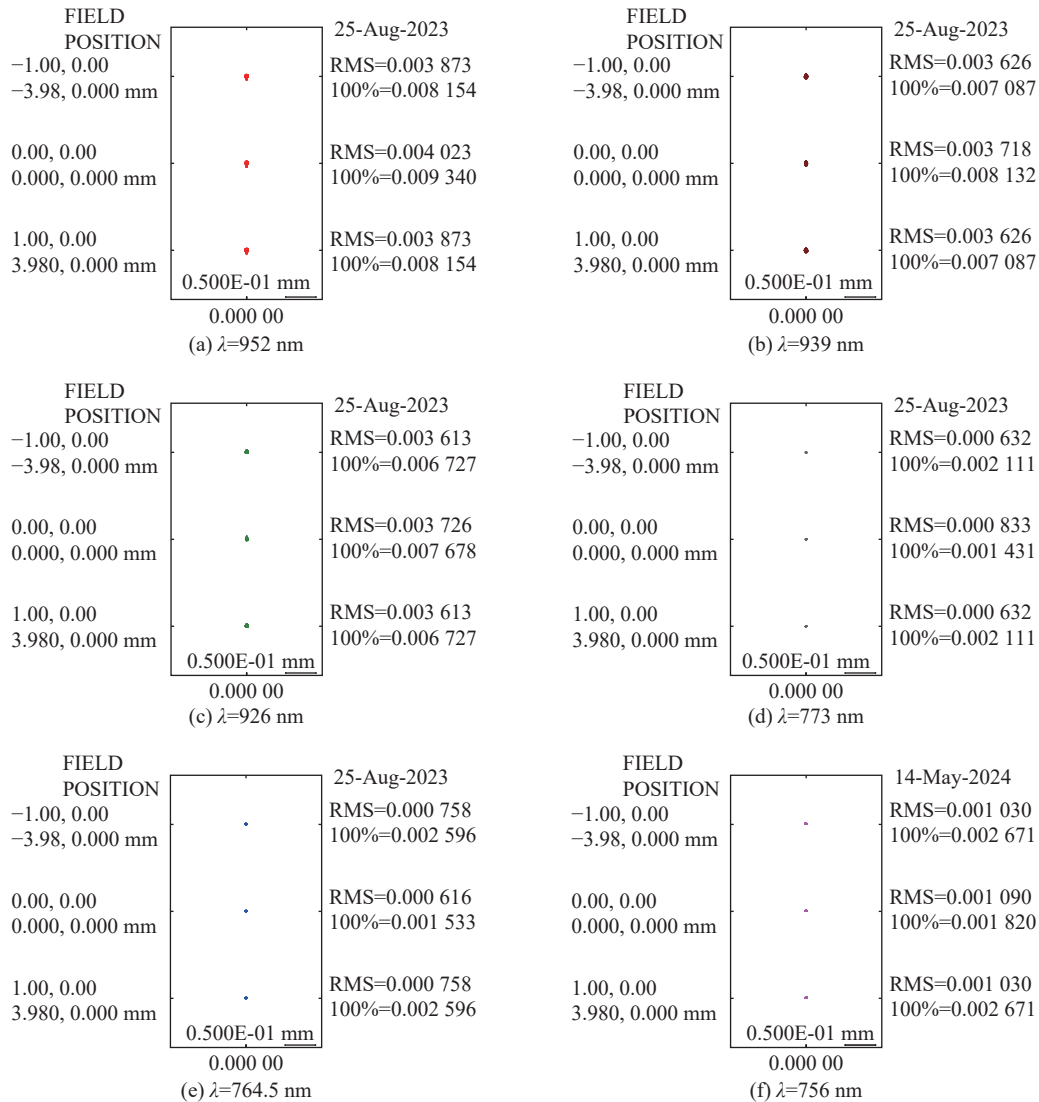 FIELD
POSITION
25-Aug-2023
−1.00, 0.00
−3.98, 0.000 mm
RMS=0.003 873
100%=0.008 154
0.00, 0.00
0.000, 0.000 mm
RMS=0.004 023
100%=0.009 340
1.00, 0.00
3.980, 0.000 mm
RMS=0.003 873
100%=0.008 154
0.500E-01 mm
0.000 00
(a) λ=952 nm
FIELD
POSITION
25-Aug-2023
−1.00, 0.00
−3.98, 0.000 mm
RMS=0.003 626
100%=0.007 087
0.00, 0.00
0.000, 0.000 mm
RMS=0.003 718
100%=0.008 132
1.00, 0.00
3.980, 0.000 mm
RMS=0.003 626
100%=0.007 087
0.500E-01 mm
0.000 00
(b) λ=939 nm
FIELD
POSITION
25-Aug-2023
−1.00, 0.00
−3.98, 0.000 mm
RMS=0.003 613
100%=0.006 727
0.00, 0.00
0.000, 0.000 mm
RMS=0.003 726
100%=0.007 678
1.00, 0.00
3.980, 0.000 mm
RMS=0.003 613
100%=0.006 727
0.500E-01 mm
0.000 00
(c) λ=926 nm
FIELD
POSITION
25-Aug-2023
−1.00, 0.00
−3.98, 0.000 mm
RMS=0.000 632
100%=0.002 111
0.00, 0.00
0.000, 0.000 mm
RMS=0.000 833
100%=0.001 431
1.00, 0.00
3.980, 0.000 mm
RMS=0.000 632
100%=0.002 111
0.500E-01 mm
0.000 00
(d) λ=773 nm
FIELD
POSITION
25-Aug-2023
−1.00, 0.00
−3.98, 0.000 mm
RMS=0.000 758
100%=0.002 596
0.00, 0.00
0.000, 0.000 mm
RMS=0.000 616
100%=0.001 533
1.00, 0.00
3.980, 0.000 mm
RMS=0.000 758
100%=0.002 596
0.500E-01 mm
0.000 00
(e) λ=764.5 nm
FIELD
POSITION
14-May-2024
−1.00, 0.00
−3.98, 0.000 mm
RMS=0.001 030
100%=0.002 671
0.00, 0.00
0.000, 0.000 mm
RMS=0.001 090
100%=0.001 820
1.00, 0.00
3.980, 0.000 mm
RMS=0.001 030
100%=0.002 671
0.500E-01 mm
0.000 00
(f) λ=756 nm